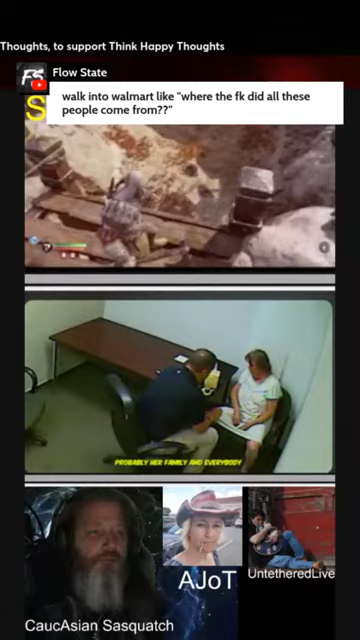 Thoughts, to support Think Happy Thoughts
FS
Flow State
S
walk into walmart like "where the fk did all these
people come from??"
PROBABLY HER FAMILY AND EVERYBODY
AJoT
UntetheredLive
CaucAsian Sasquatch